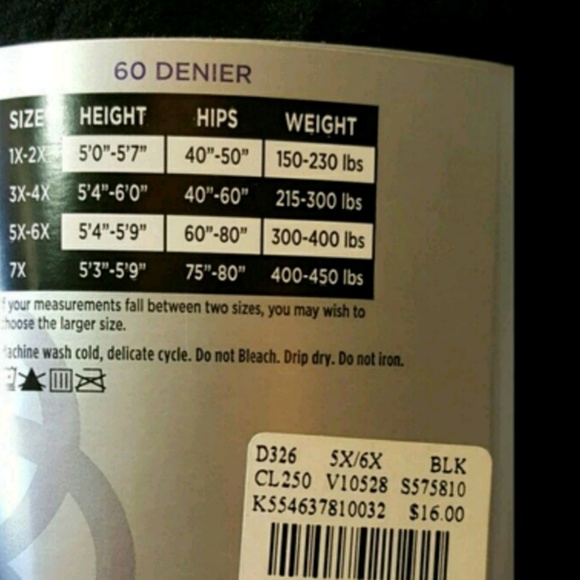 60 DENIER
SIZE HEIGHT HIPS WEIGHT
1X-2X 5'0"-5'7" 40"-50" 150-230 lbs
3X-4X 5'4"-6'0" 40"-60" 215-300 lbs
5X-6X 5'4"-5'9" 60"-80" 300-400 lbs
7X 5'3"-5'9" 75"-80" 400-450 lbs
f your measurements fall between two sizes, you may wish to
hoose the larger size.
achine wash cold, delicate cycle. Do not Bleach. Drip dry. Do not iron.
D326 5X/6X BLK
CL250 V10528 S575810
K554637810032 $16.00